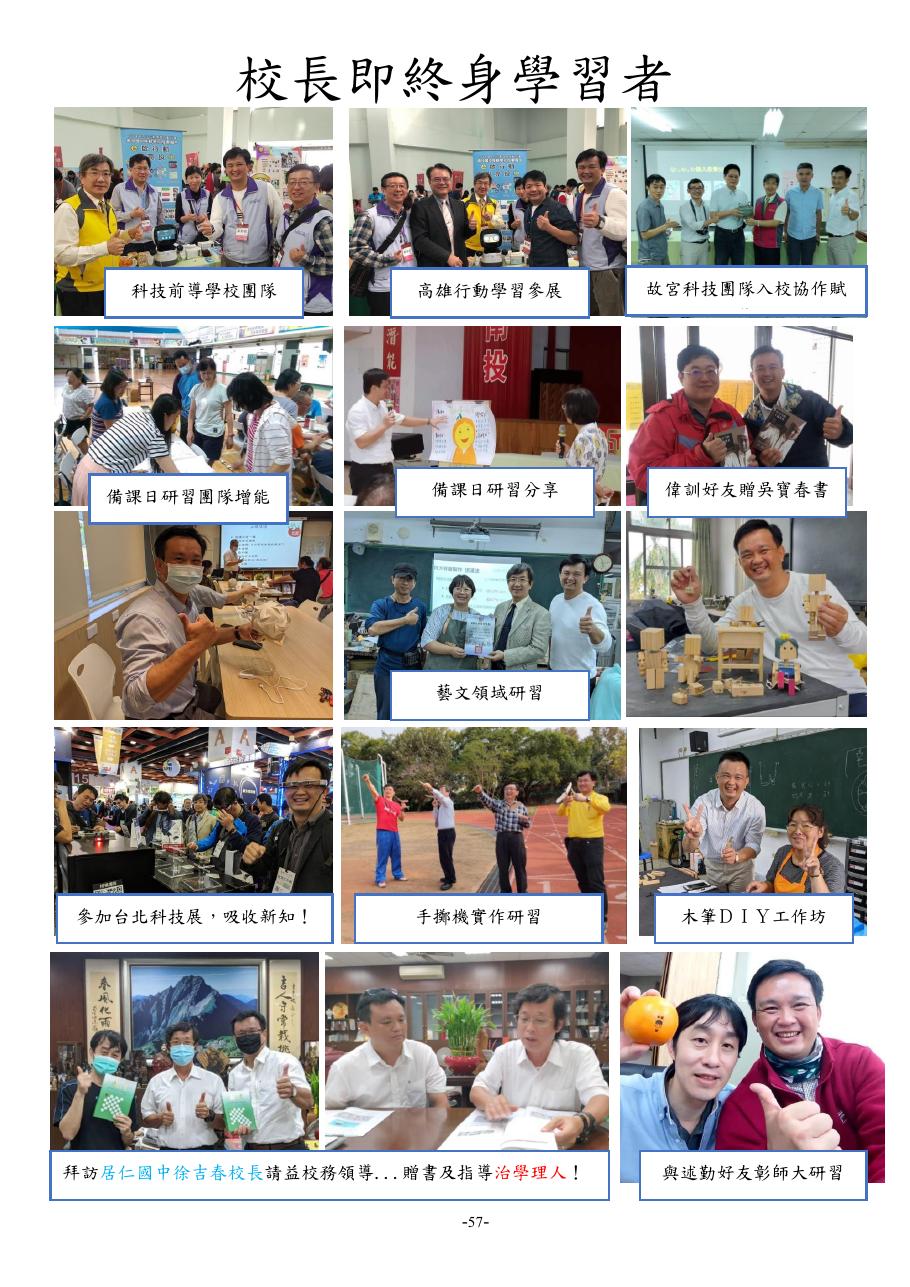 校長即終身學習者
科技前導學校團隊
高雄行動學習參展
故宮科技團隊入校協作賦
南投
備課日研習團隊增能
備課日研習分享
偉訓好友贈吳寶春書
藝文領域研習
參加台北科技展，吸收新知！
手擲機實作研習
木筆ＤＩＹ工作坊
春風化雨
拜訪居仁國中徐吉春校長請益校務領導...贈書及指導治學理人！
與述勤好友彰師大研習
-57-